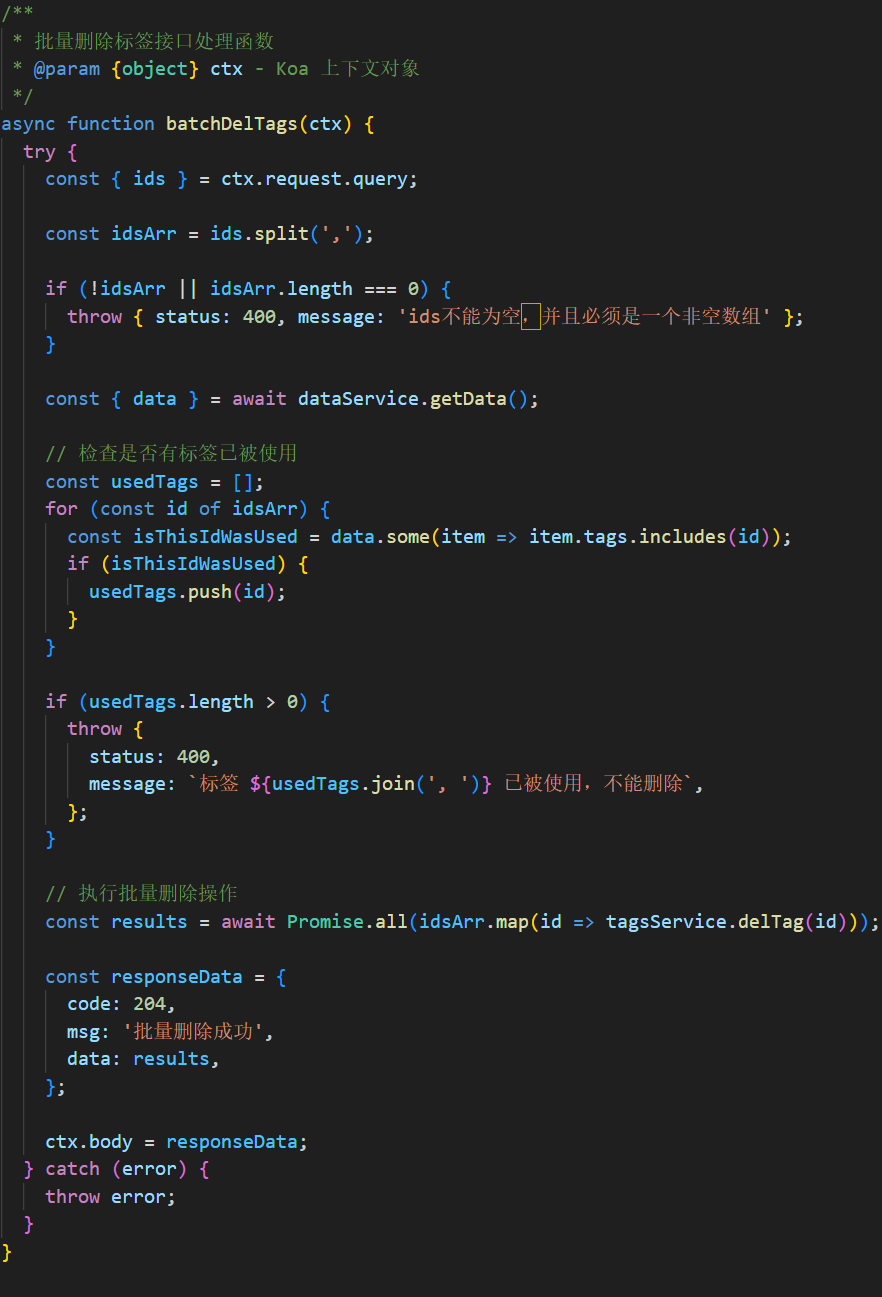 /**
 * 批量删除标签接口处理函数
 * @param {object} ctx - Koa 上下文对象
 */
async function batchDelTags(ctx) {
  try {
    const { ids } = ctx.request.query;

    const idsArr = ids.split(',');

    if (!idsArr || idsArr.length === 0) {
      throw { status: 400, message: 'ids不能为空，并且必须是一个非空数组' };
    }

    const { data } = await dataService.getData();

    // 检查是否有标签已被使用
    const usedTags = [];
    for (const id of idsArr) {
      const isThisIdWasUsed = data.some(item => item.tags.includes(id));
      if (isThisIdWasUsed) {
        usedTags.push(id);
      }
    }

    if (usedTags.length > 0) {
      throw {
        status: 400,
        message: `标签 ${usedTags.join(', ')} 已被使用，不能删除`,
      };
    }

    // 执行批量删除操作
    const results = await Promise.all(idsArr.map(id => tagsService.delTag(id)));

    const responseData = {
      code: 204,
      msg: '批量删除成功',
      data: results,
    };

    ctx.body = responseData;
  } catch (error) {
    throw error;
  }
}